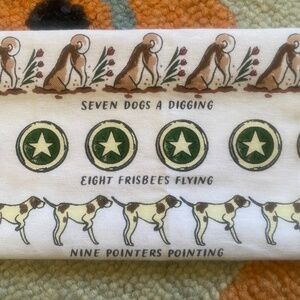 SEVEN DOGS A DIGGING
EIGHT FRISBEES FLYING
NINE POINTERS POINTING